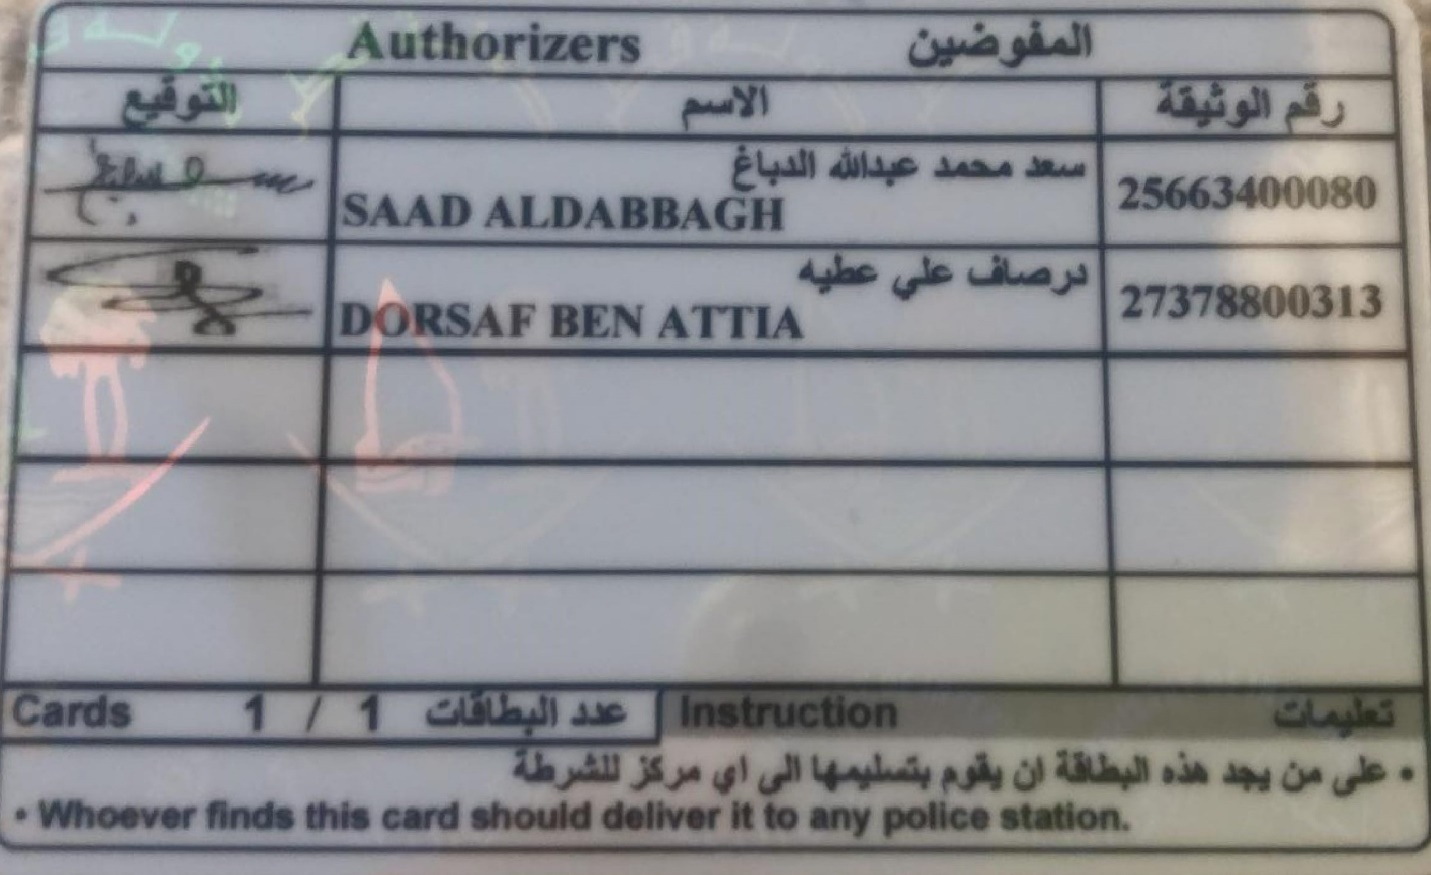 Authorizers المفوضين
رقم الوثيقة الاسم التوقيع
سعد محمد عبدالله الدباغ
25663400080 SAAD ALDABBAGH
درصاف علي عطيه
27378800313 DORSAF BEN ATTIA
Cards 1 / 1 عدد البطاقات Instruction تعليمات
• على من يجد هذه البطاقة ان يقوم بتسليمها الى اي مركز للشرطة
• Whoever finds this card should deliver it to any police station.